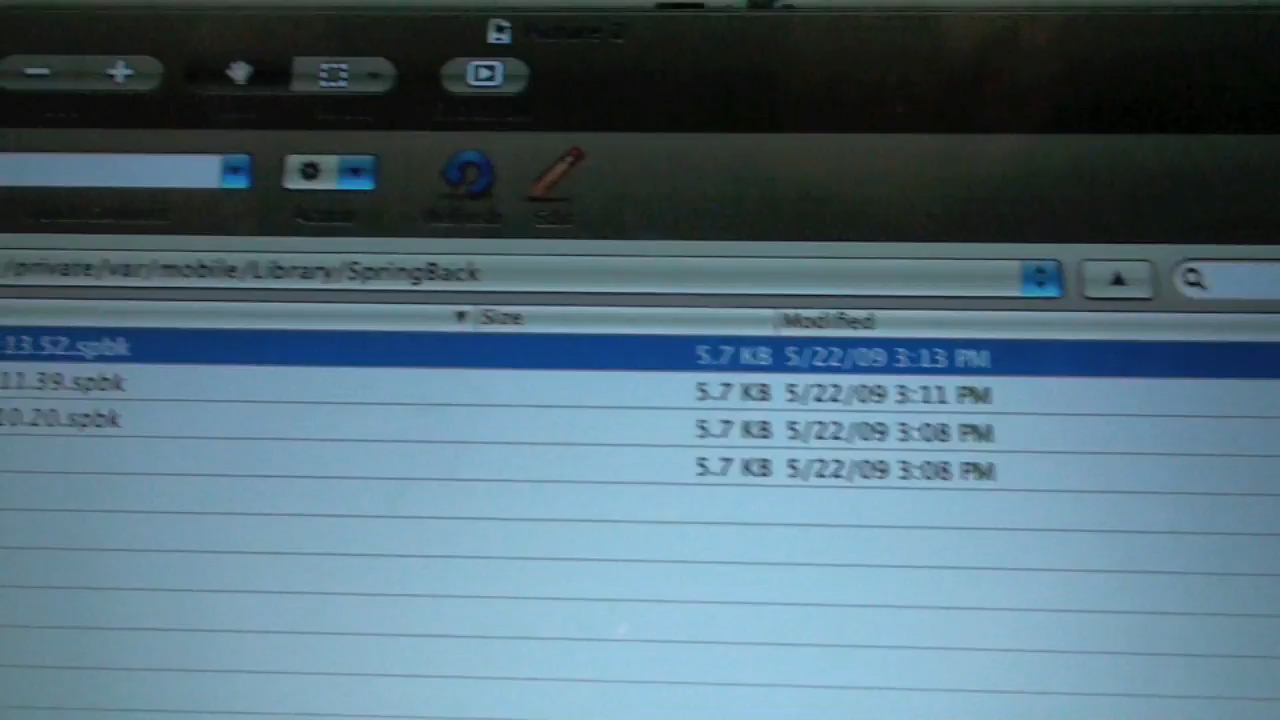 Refresh Edit
/private/var/mobile/Library/SpringBack
Size Modified
13.52.spbk 5.7 KB 5/22/09 3:13 PM
11.39.spbk 5.7 KB 5/22/09 3:11 PM
10.20.spbk 5.7 KB 5/22/09 3:08 PM
5.7 KB 5/22/09 3:08 PM